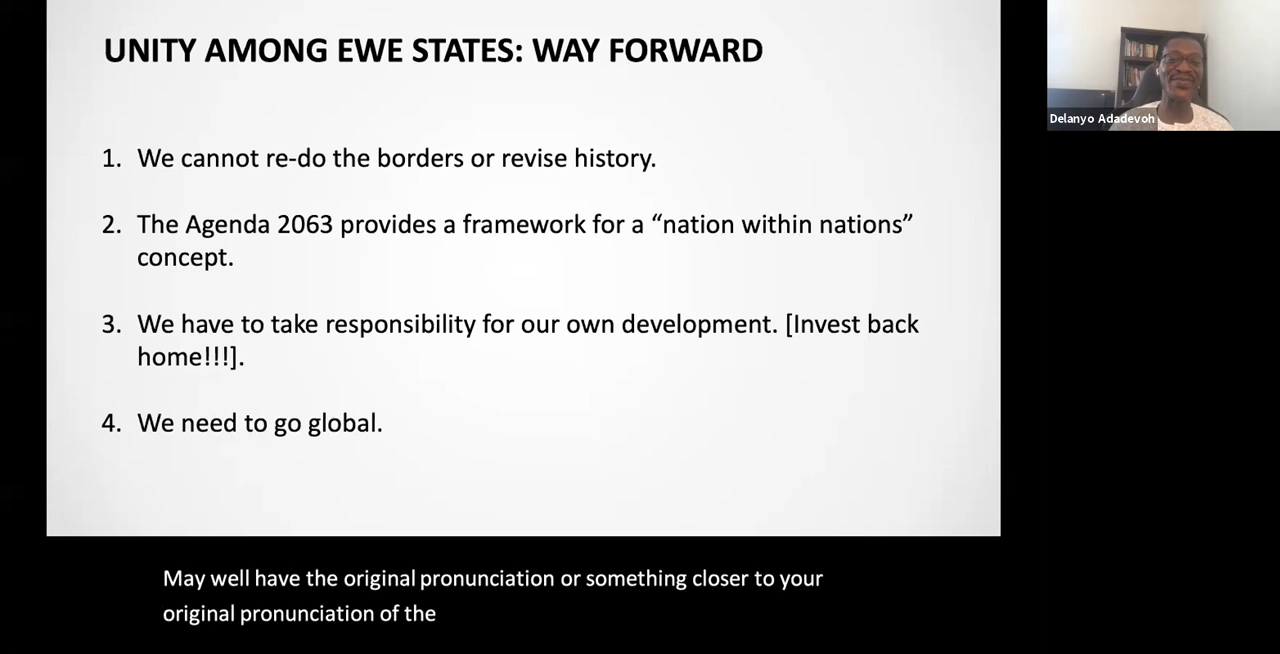 UNITY AMONG EWE STATES: WAY FORWARD
1. We cannot re-do the borders or revise history.
2. The Agenda 2063 provides a framework for a “nation within nations”
concept.
3. We have to take responsibility for our own development. [Invest back
home!!!].
4. We need to go global.
Delanyo Adadevoh
May well have the original pronunciation or something closer to your
original pronunciation of the